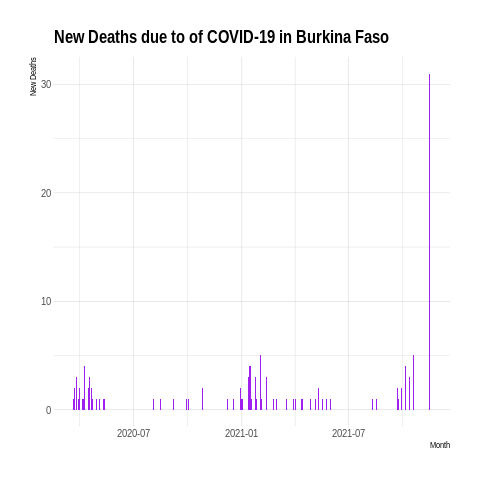 New Deaths due to of COVID-19 in Burkina Faso
New Deaths
30
20
10
0
2020-07
2021-01
2021-07
Month